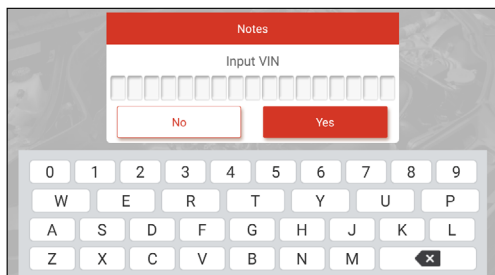 Notes
Input VIN
No Yes
0 1 2 3 4 5 6 7 8 9
W E R T Y U P
A S D F G H J K L
Z X C V B N M